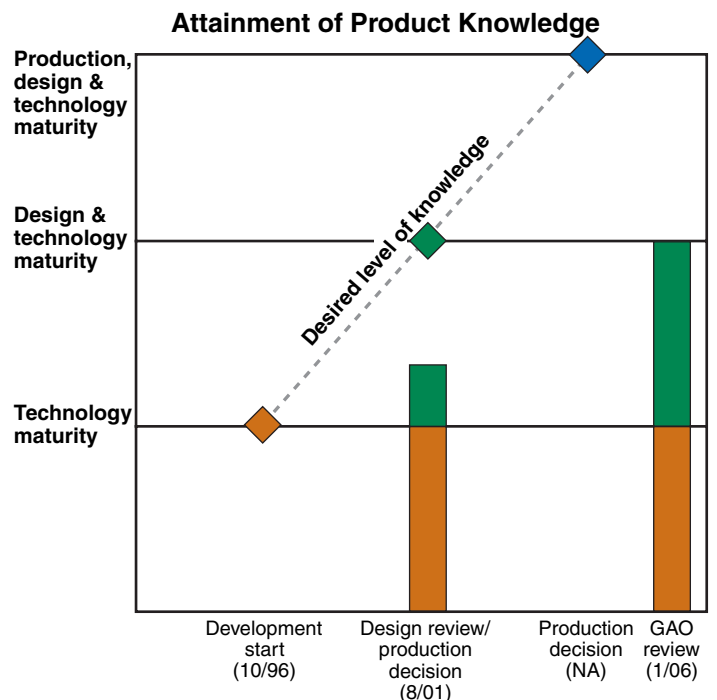 Attainment of Product Knowledge
Production,
design &
technology
maturity
Design &
technology
maturity
Technology
maturity
Desired level of knowledge
Development
start
(10/96)
Design review/
production
decision
(8/01)
Production
decision
(NA)
GAO
review
(1/06)